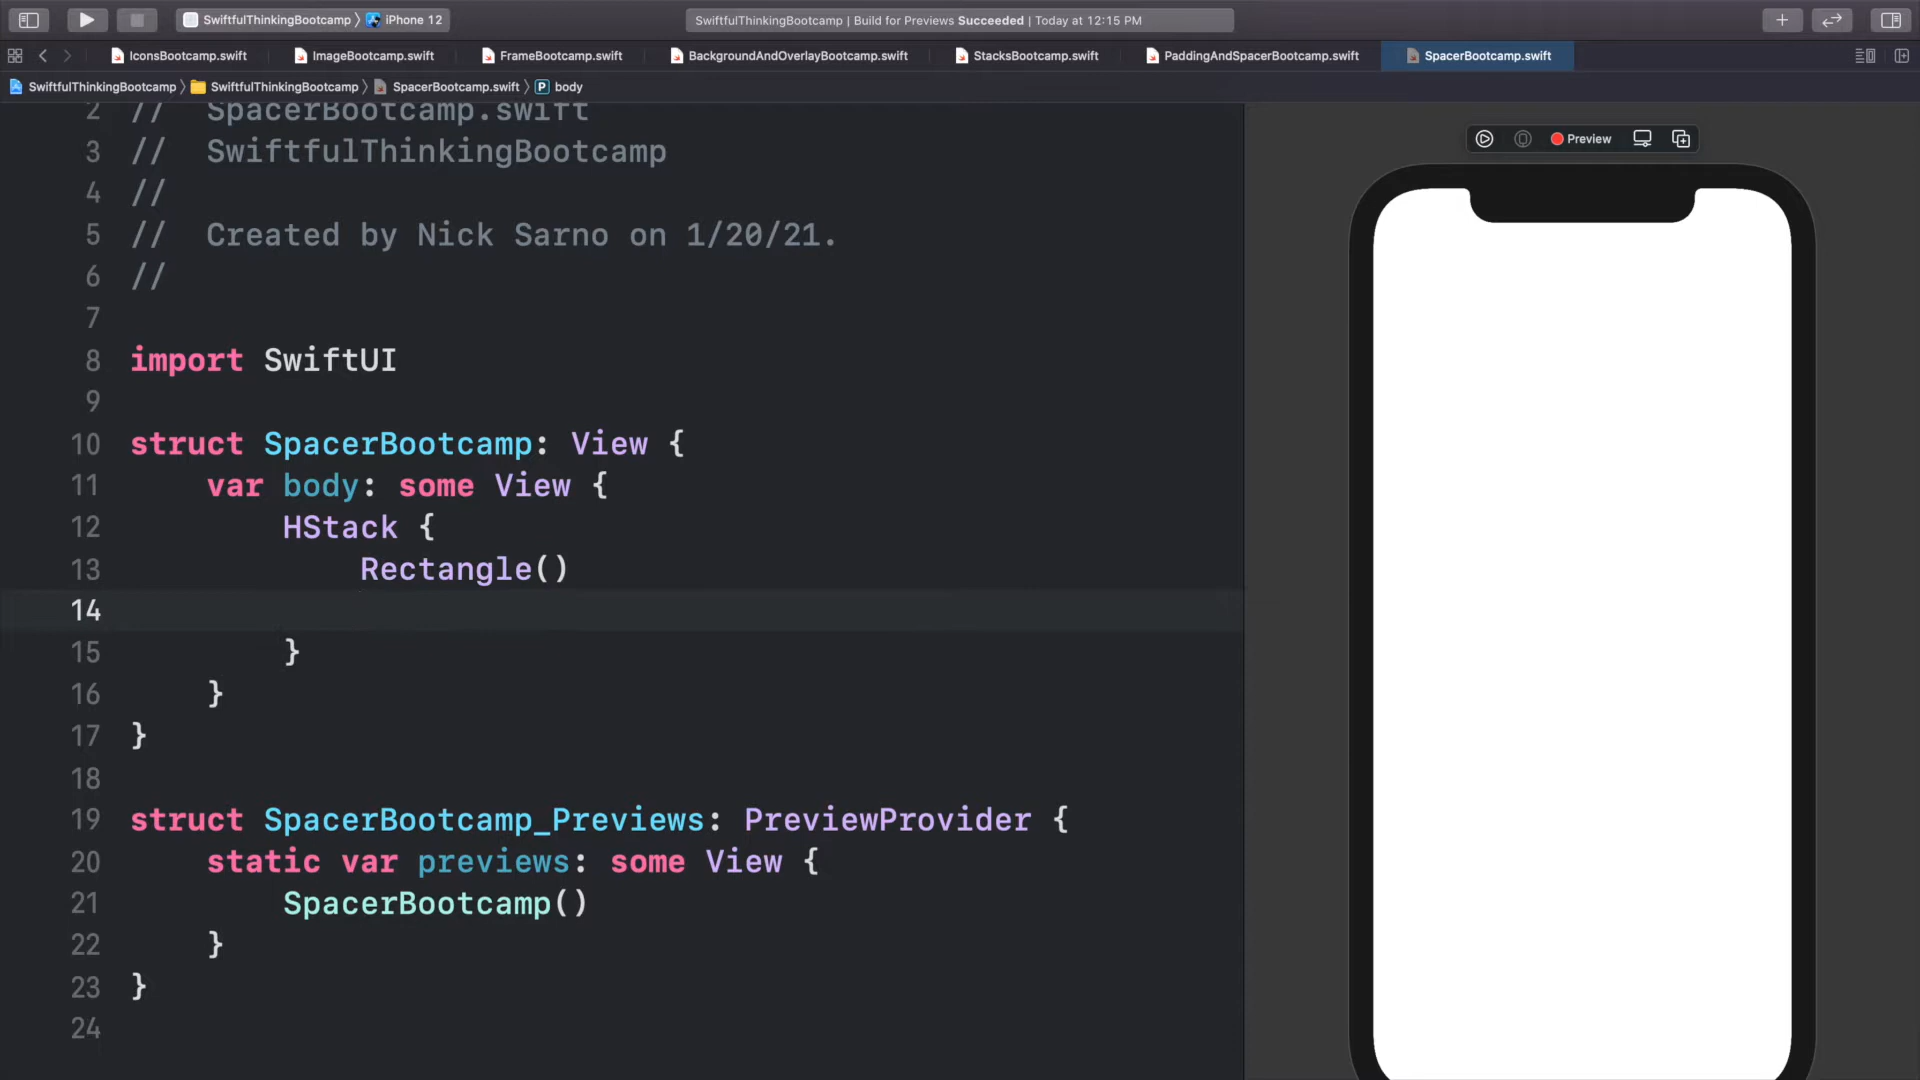 SwiftfulThinkingBootcamp 〉 iPhone 12
SwiftfulThinkingBootcamp | Build for Previews Succeeded | Today at 12:15 PM
IconsBootcamp.swift
ImageBootcamp.swift
FrameBootcamp.swift
BackgroundAndOverlayBootcamp.swift
StacksBootcamp.swift
PaddingAndSpacerBootcamp.swift
SpacerBootcamp.swift
SwiftfulThinkingBootcamp 〉 SwiftfulThinkingBootcamp 〉 SpacerBootcamp.swift 〉 P body
2 //  SpacerBootcamp.swift
3 //  SwiftfulThinkingBootcamp
4 //
5 //  Created by Nick Sarno on 1/20/21.
6 //
7
8 import SwiftUI
9
10 struct SpacerBootcamp: View {
11     var body: some View {
12         HStack {
13             Rectangle()
14
15         }
16     }
17 }
18
19 struct SpacerBootcamp_Previews: PreviewProvider {
20     static var previews: some View {
21         SpacerBootcamp()
22     }
23 }
24
Preview